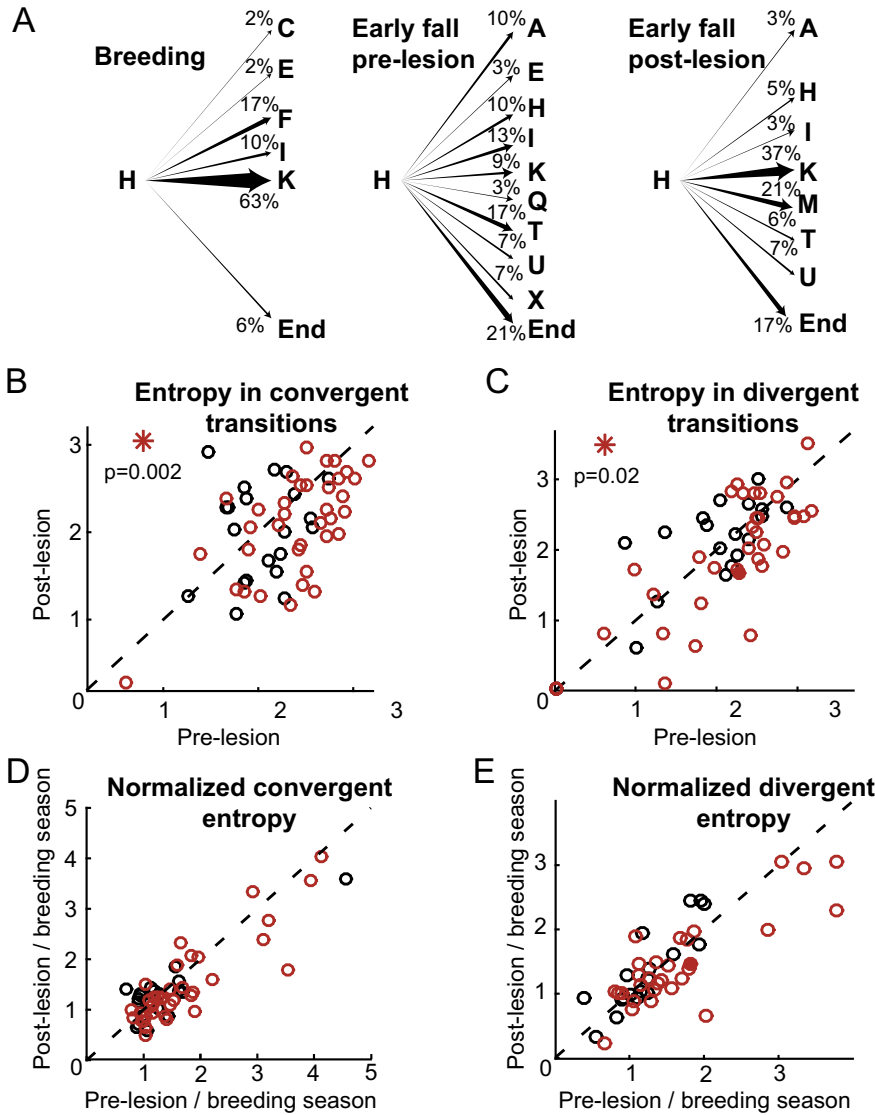 A
Breeding
2%
C
2%
E
17%
F
10%
I
H
K
63%
6%
End
Early fall
pre-lesion
10%
A
3%
E
10%
H
13%
I
9%
K
H
3%
Q
17%
T
7%
U
7%
X
21%
End
Early fall
post-lesion
3%
A
5%
H
3%
I
37%
K
H
21%
M
6%
T
7%
U
17%
End
B
Entropy in convergent
transitions
p=0.002
3
2
1
0
1
2
3
Post-lesion
Pre-lesion
C
Entropy in divergent
transitions
p=0.02
3
2
1
0
1
2
3
Post-lesion
Pre-lesion
D
Normalized convergent
entropy
5
4
3
2
1
0
1
2
3
4
5
Post-lesion / breeding season
Pre-lesion / breeding season
E
Normalized divergent
entropy
3
2
1
0
1
2
3
Post-lesion / breeding season
Pre-lesion / breeding season